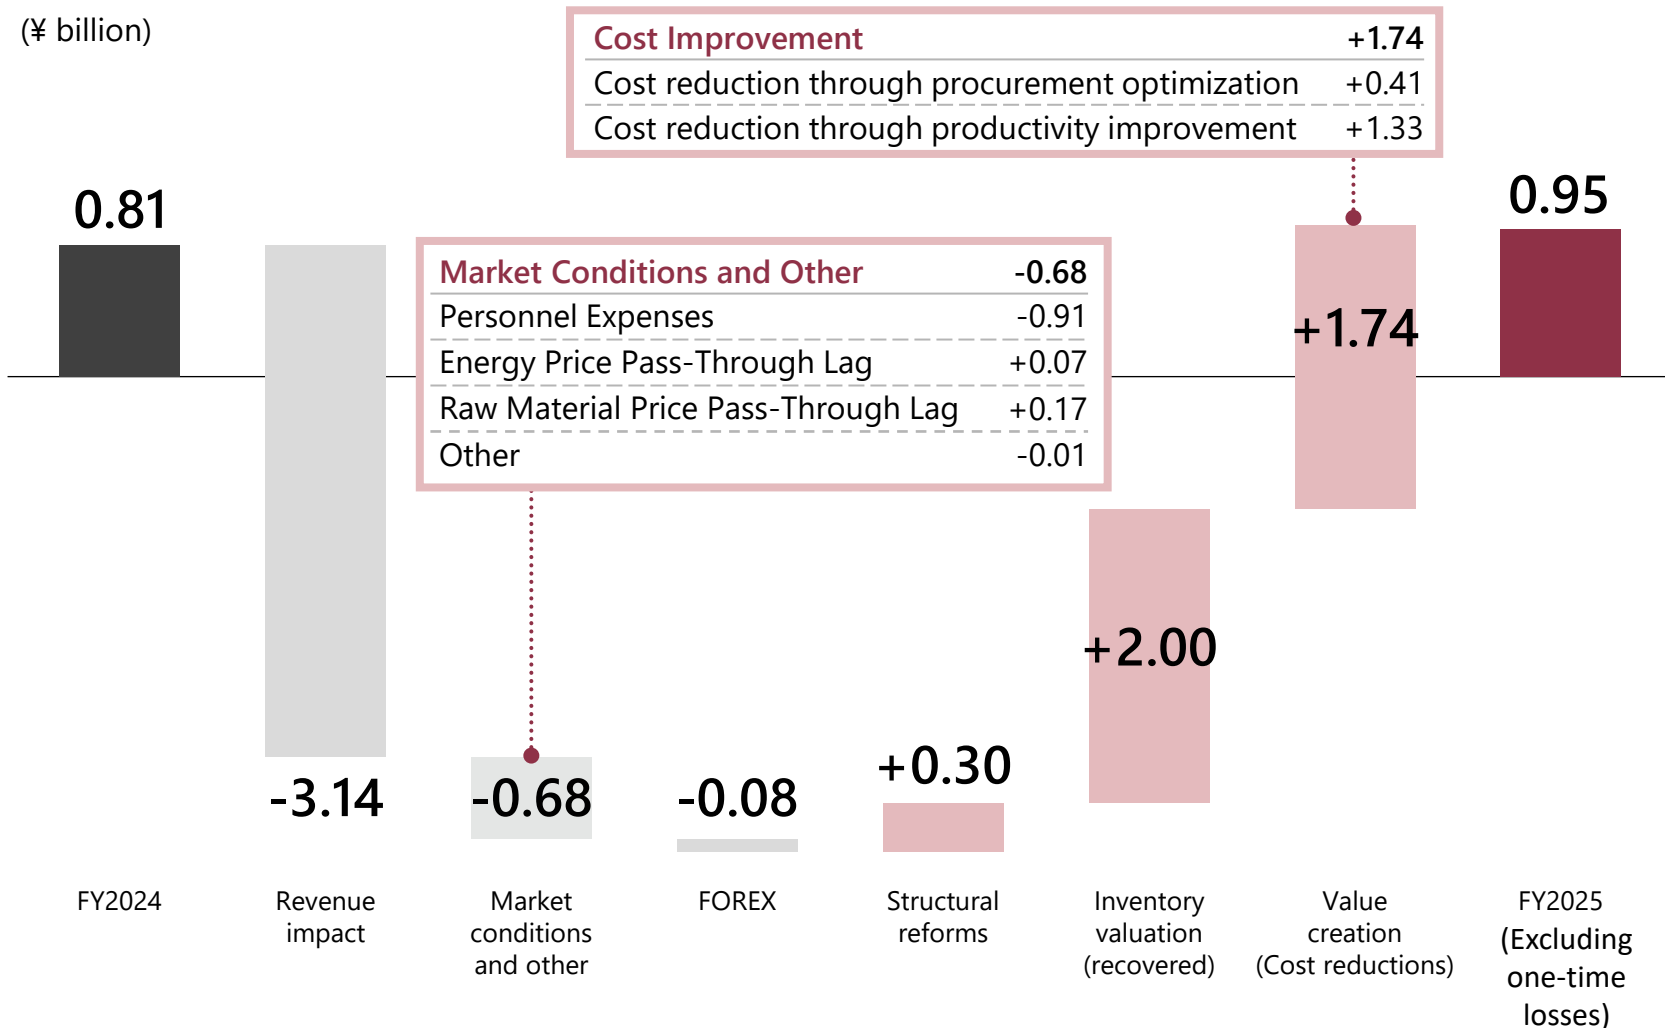 (¥ billion)
Cost Improvement +1.74
Cost reduction through procurement optimization +0.41
Cost reduction through productivity improvement +1.33
0.81
0.95
Market Conditions and Other -0.68
Personnel Expenses -0.91
Energy Price Pass-Through Lag +0.07
Raw Material Price Pass-Through Lag +0.17
Other -0.01
+1.74
+2.00
+0.30
-3.14
-0.68
-0.08
FY2024
Revenue
impact
Market
conditions
and other
FOREX
Structural
reforms
Inventory
valuation
(recovered)
Value
creation
(Cost reductions)
FY2025
(Excluding
one-time
losses)